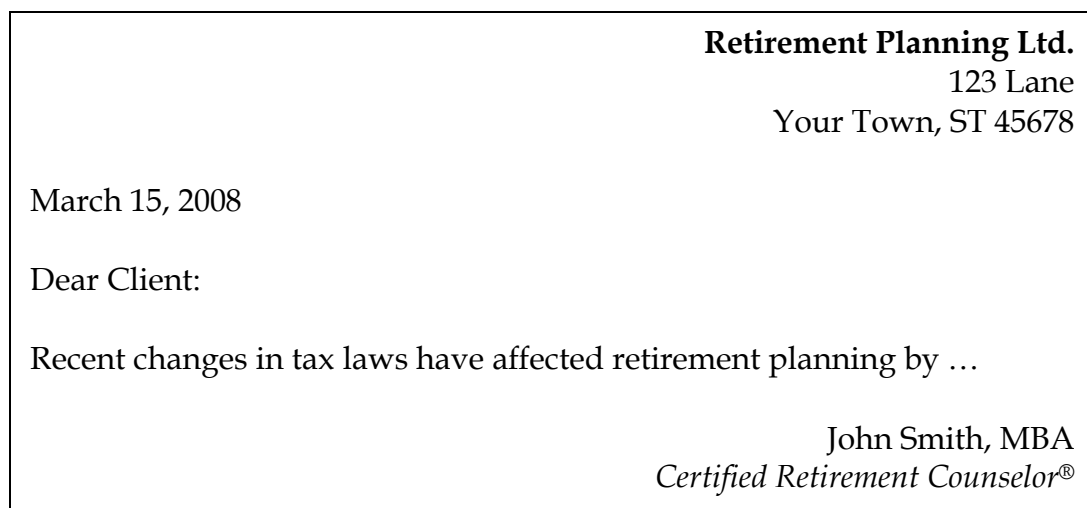 Retirement Planning Ltd.
123 Lane
Your Town, ST 45678
March 15, 2008
Dear Client:
Recent changes in tax laws have affected retirement planning by …
John Smith, MBA
Certified Retirement Counselor®